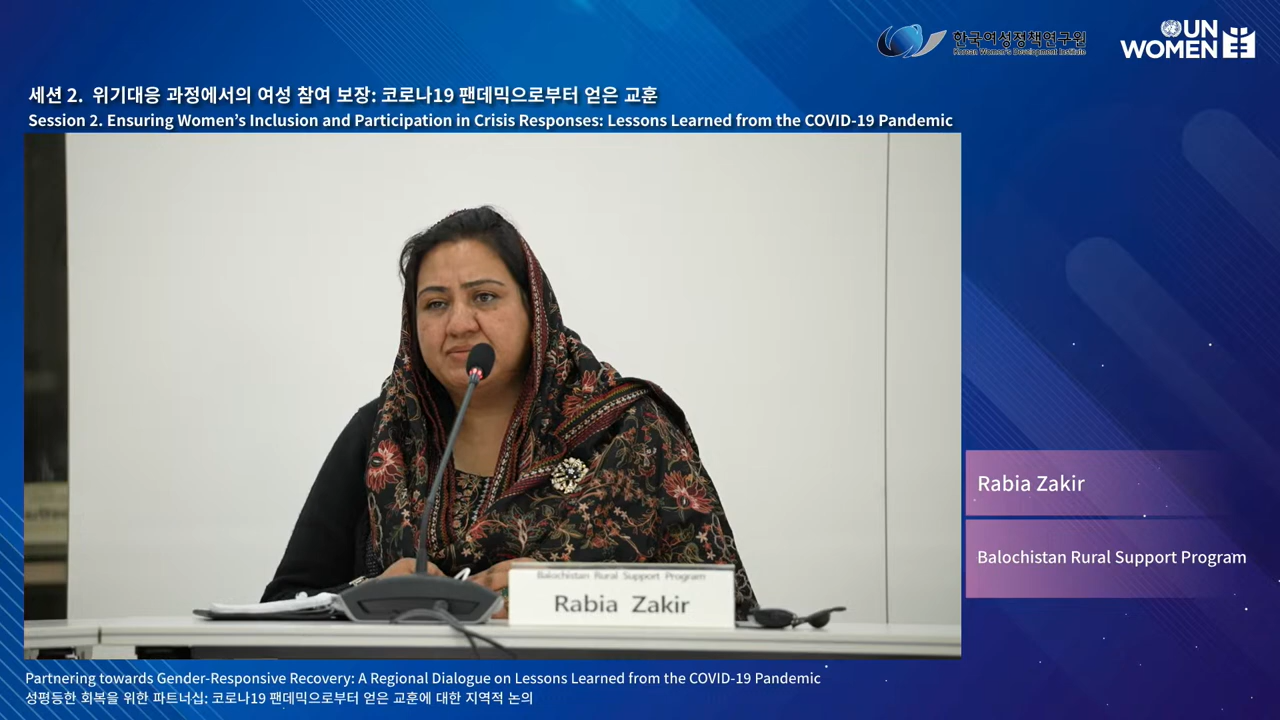 한국여성정책연구원
Korean Women's Development Institute
UN
WOMEN
세션 2. 위기대응 과정에서의 여성 참여 보장: 코로나19 팬데믹으로부터 얻은 교훈
Session 2. Ensuring Women's Inclusion and Participation in Crisis Responses: Lessons Learned from the COVID-19 Pandemic
Rabia Zakir
Balochistan Rural Support Program
Balochistan Rural Support Program
Rabia Zakir
Partnering towards Gender-Responsive Recovery: A Regional Dialogue on Lessons Learned from the COVID-19 Pandemic
성평등한 회복을 위한 파트너십: 코로나19 팬데믹으로부터 얻은 교훈에 대한 지역적 논의